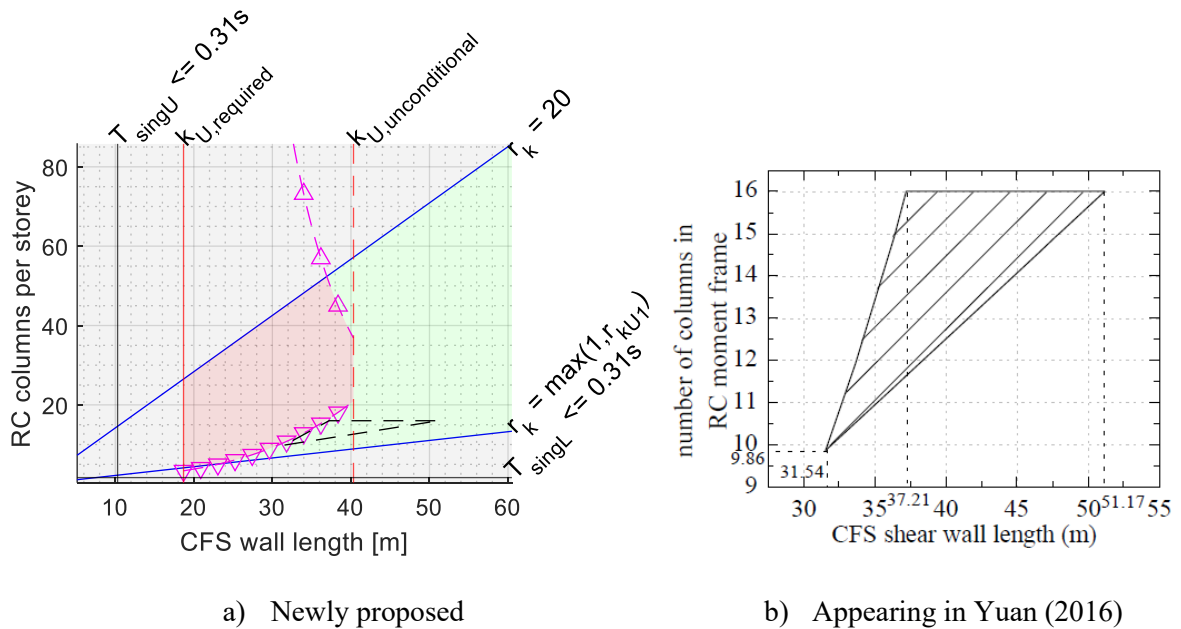 T singU <= 0.31s
k U,required
k U,unconditional
r k = 20
r k = max(1,r kU1)
T singL <= 0.31s
RC columns per storey
80
60
40
20
10 20 30 40 50 60
CFS wall length [m]
a) Newly proposed
number of columns in
RC moment frame
16
15
14
13
12
11
10
9.86
9
31.54
30 35 37.21 40 45 50 51.17 55
CFS shear wall length (m)
b) Appearing in Yuan (2016)